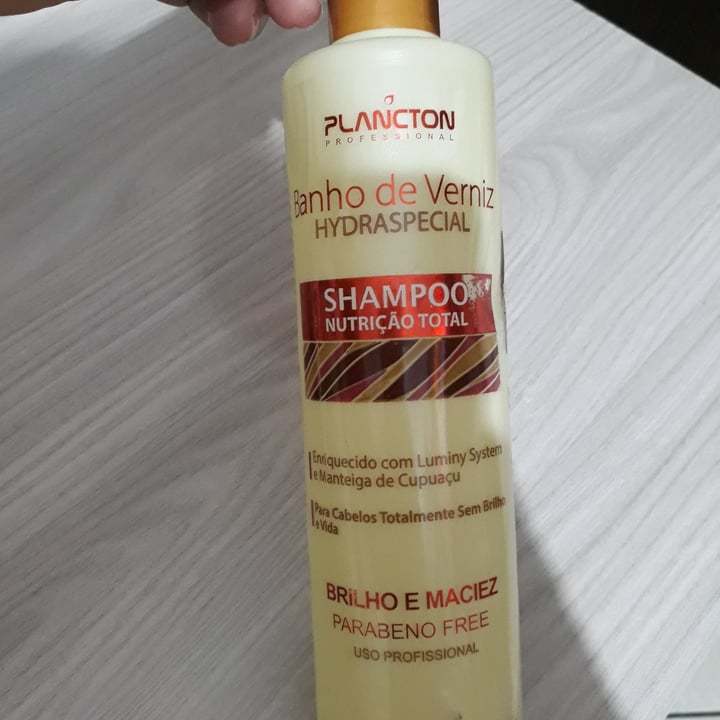 PLANCTON
PROFESSIONAL
Banho de Verniz
HYDRASPECIAL
SHAMPOO
NUTRIÇÃO TOTAL
Enriquecido com Luminy System
e Manteiga de Cupuaçu
Para Cabelos Totalmente Sem Brilho
e Vida
BRILHO E MACIEZ
PARABENO FREE
USO PROFISSIONAL